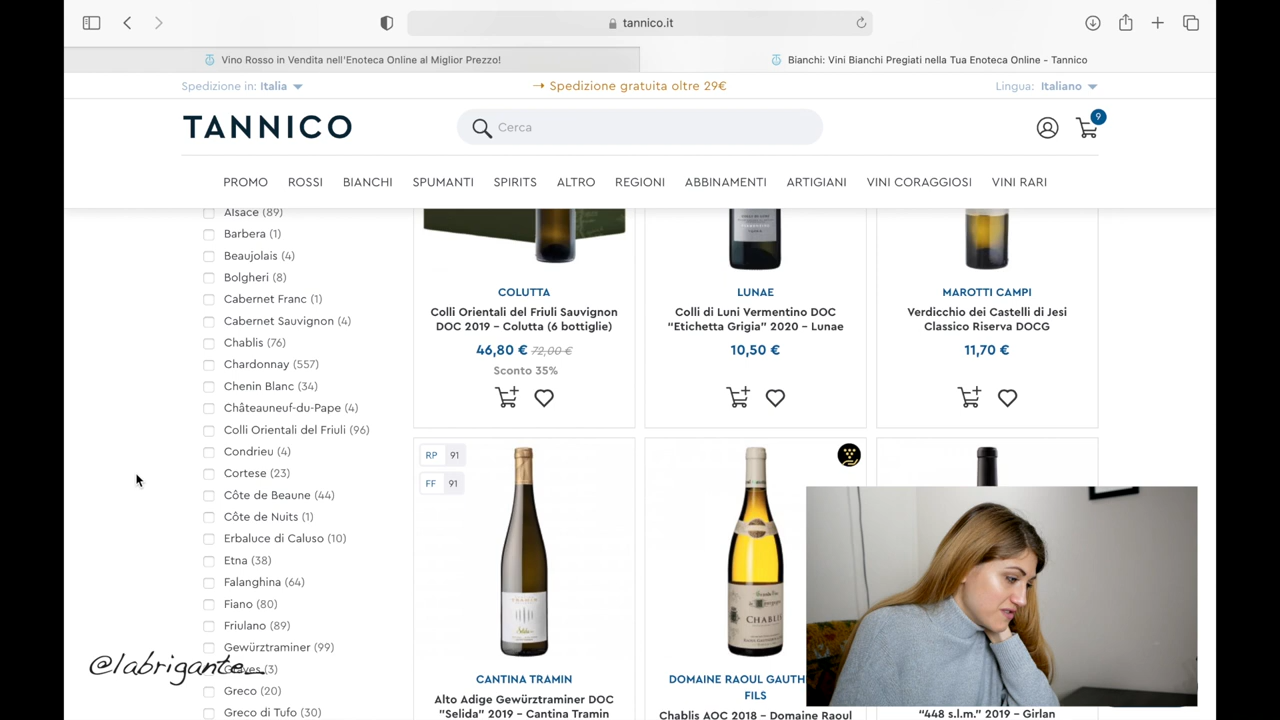 tannico.it
Vino Rosso in Vendita nell'Enoteca Online al Miglior Prezzo!
Bianchi: Vini Bianchi Pregiati nella Tua Enoteca Online - Tannico
Spedizione in: Italia
→ Spedizione gratuita oltre 29€
Lingua: Italiano
TANNICO
Cerca
9
PROMO ROSSI BIANCHI SPUMANTI SPIRITS ALTRO REGIONI ABBINAMENTI ARTIGIANI VINI CORAGGIOSI VINI RARI
Alsace (89)
Barbera (1)
Beaujolais (4)
Bolgheri (8)
Cabernet Franc (1)
Cabernet Sauvignon (4)
Chablis (76)
Chardonnay (557)
Chenin Blanc (34)
Châteauneuf-du-Pape (4)
Colli Orientali del Friuli (96)
Condrieu (4)
Cortese (23)
Côte de Beaune (44)
Côte de Nuits (1)
Erbaluce di Caluso (10)
Etna (38)
Falanghina (64)
Fiano (80)
Friulano (89)
Gewürztraminer (99)
Graves (3)
Greco (20)
Greco di Tufo (30)
@labrigante_
COLUTTA
Colli Orientali del Friuli Sauvignon
DOC 2019 – Colutta (6 bottiglie)
46,80 € 72,00 €
Sconto 35%
LUNAE
Colli di Luni Vermentino DOC
"Etichetta Grigia" 2020 – Lunae
10,50 €
MAROTTI CAMPI
Verdicchio dei Castelli di Jesi
Classico Riserva DOCG
11,70 €
RP 91
FF 91
CANTINA TRAMIN
Alto Adige Gewürztraminer DOC
"Selida" 2019 – Cantina Tramin
CHABLIS
DOMAINE RAOUL GAUTH
FILS
Chablis AOC 2018 – Domaine Raoul
"448 s.l.m." 2019 – Girlan